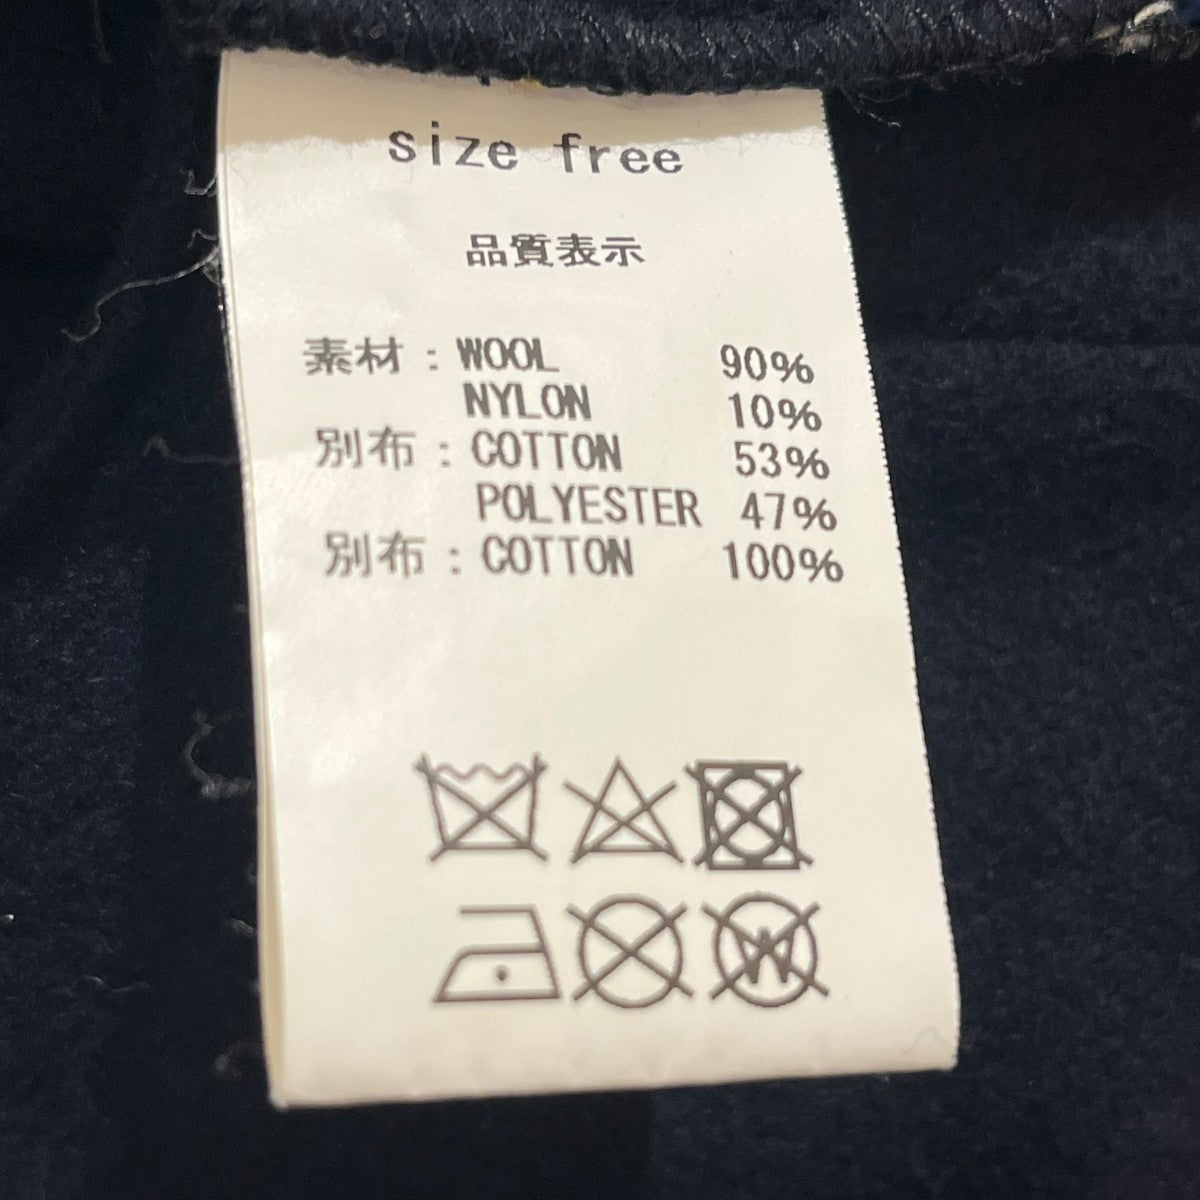 size free
品質表示
素材：WOOL 90%
NYLON 10%
別布：COTTON 53%
POLYESTER 47%
別布：COTTON 100%
W